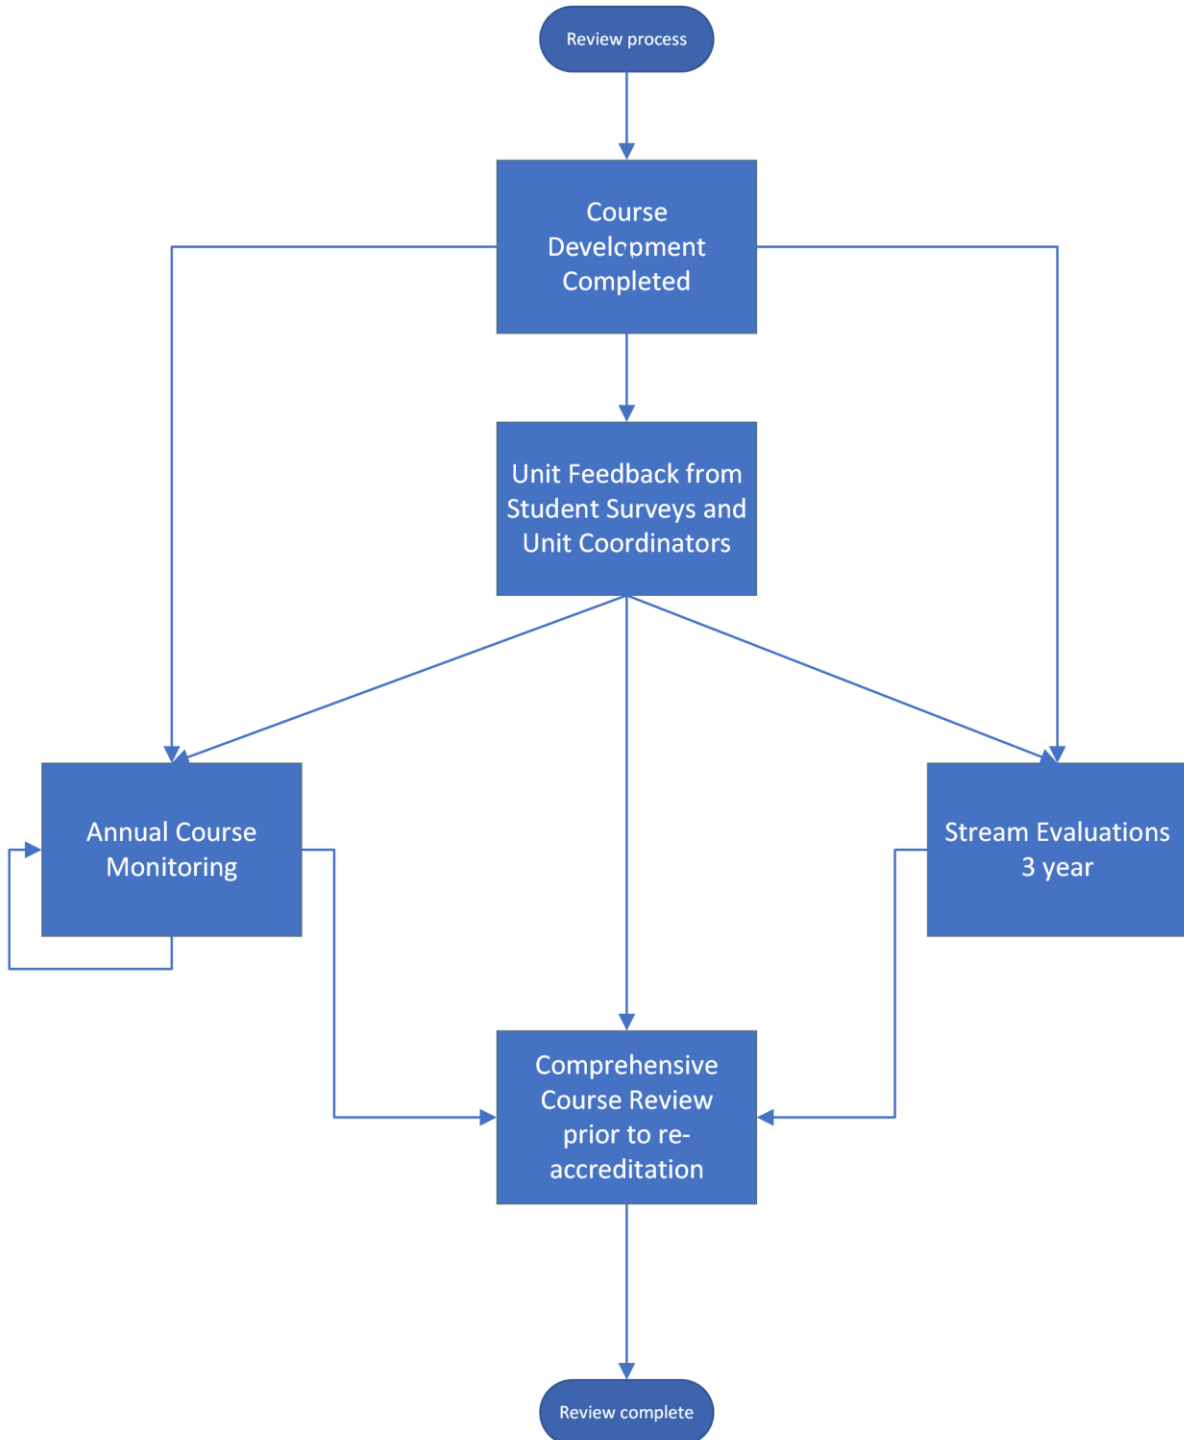 Review process
Course
Development
Completed
Unit Feedback from
Student Surveys and
Unit Coordinators
Annual Course
Monitoring
Stream Evaluations
3 year
Comprehensive
Course Review
prior to re-
accreditation
Review complete